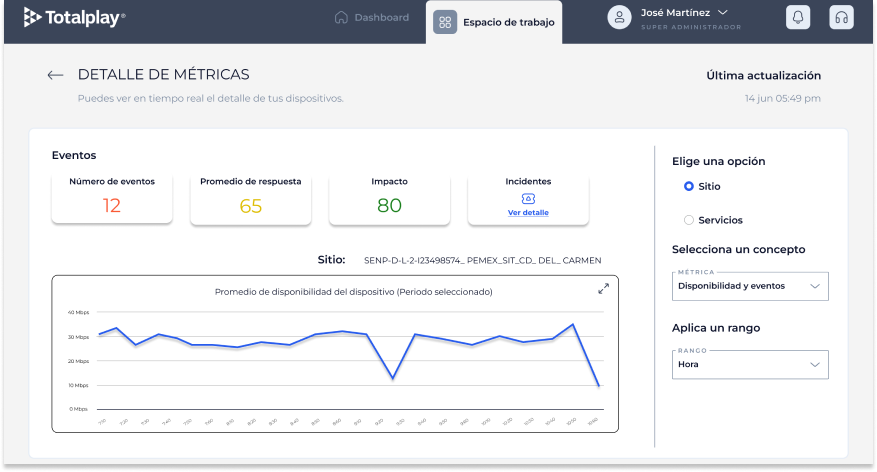 Totalplay®
Dashboard
Espacio de trabajo
José Martínez
SUPER ADMINISTRADOR
DETALLE DE MÉTRICAS
Puedes ver en tiempo real el detalle de tus dispositivos.
Última actualización
14 jun 05:49 pm
Eventos
Número de eventos
12
Promedio de respuesta
65
Impacto
80
Incidentes
Ver detalle
Sitio: SENP-D-L-2-I23498574_ PEMEX_SIT_CD_ DEL_ CARMEN
Promedio de disponibilidad del dispositivo (Periodo seleccionado)
40 Mbps
30 Mbps
20 Mbps
10 Mbps
0 Mbps
Elige una opción
Sitio
Servicios
Selecciona un concepto
MÉTRICA
Disponibilidad y eventos
Aplica un rango
RANGO
Hora